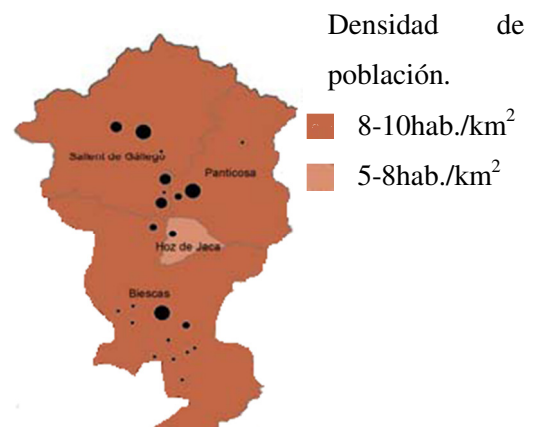 Densidad de
población.
8-10hab./km²
5-8hab./km²
Sallent de Gállego
Panticosa
Hoz de Jaca
Biescas